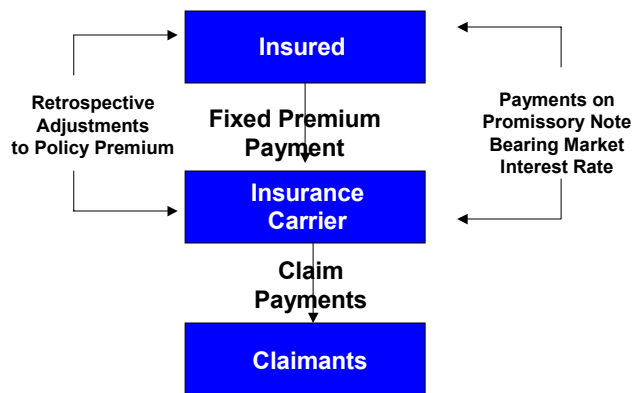 Insured
Retrospective
Adjustments
to Policy Premium
Fixed Premium
Payment
Payments on
Promissory Note
Bearing Market
Interest Rate
Insurance
Carrier
Claim
Payments
Claimants